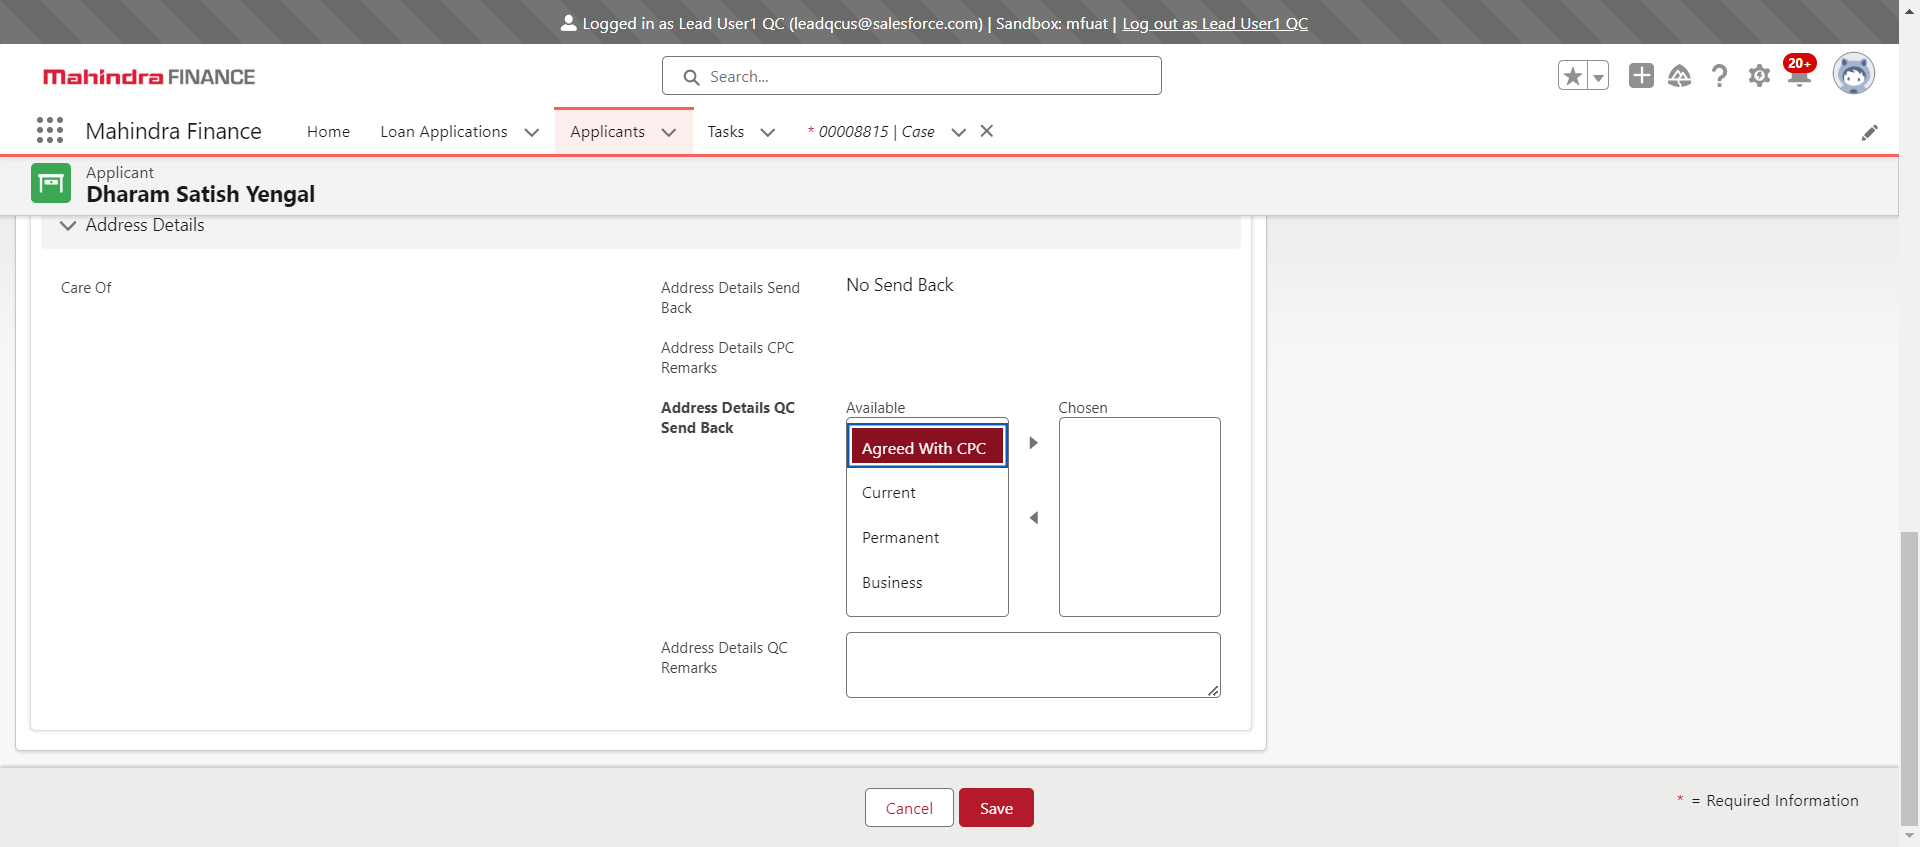 Logged in as Lead User1 QC (leadqcus@salesforce.com) | Sandbox: mfuat | Log out as Lead User1 QC
Mahindra FINANCE
Search...
20+
Mahindra Finance
Home
Loan Applications
Applicants
Tasks
* 00008815 | Case
Applicant
Dharam Satish Yengal
Address Details
Care Of
Address Details Send
Back
No Send Back
Address Details CPC
Remarks
Address Details QC
Send Back
Available
Chosen
Agreed With CPC
Current
Permanent
Business
Address Details QC
Remarks
Cancel
Save
* = Required Information